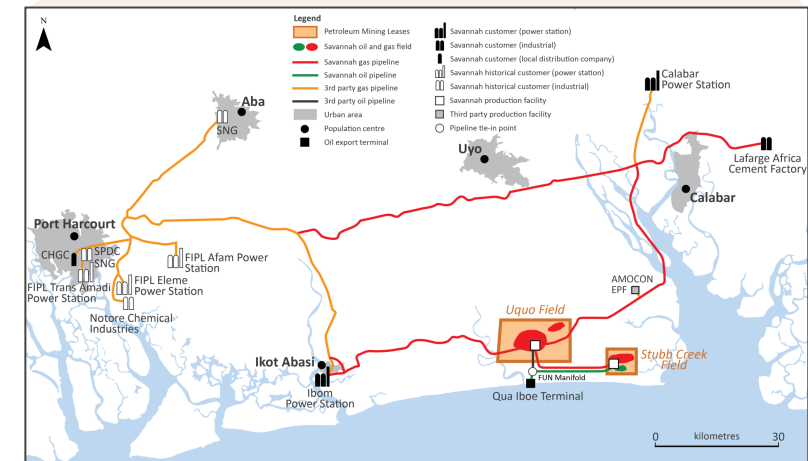 N
Legend
Petroleum Mining Leases
Savannah oil and gas field
Savannah gas pipeline
Savannah oil pipeline
3rd party gas pipeline
3rd party oil pipeline
Urban area
Population centre
Oil export terminal
Savannah customer (power station)
Savannah customer (industrial)
Savannah customer (local distribution company)
Savannah historical customer (power station)
Savannah historical customer (industrial)
Savannah production facility
Third party production facility
Pipeline tie-in point
Calabar
Power Station
Aba
SNG
Uyo
Lafarge Africa
Cement Factory
Calabar
Port Harcourt
CHGC
SPDC
SNG
FIPL Trans Amadi
Power Station
FIPL Afam Power
Station
FIPL Eleme
Power Station
Notore Chemical
Industries
AMOCON
EPF
Uquo Field
Stubb Creek
Field
Ikot Abasi
Ibom
Power Station
FUN Manifold
Qua Iboe Terminal
0 kilometres 30